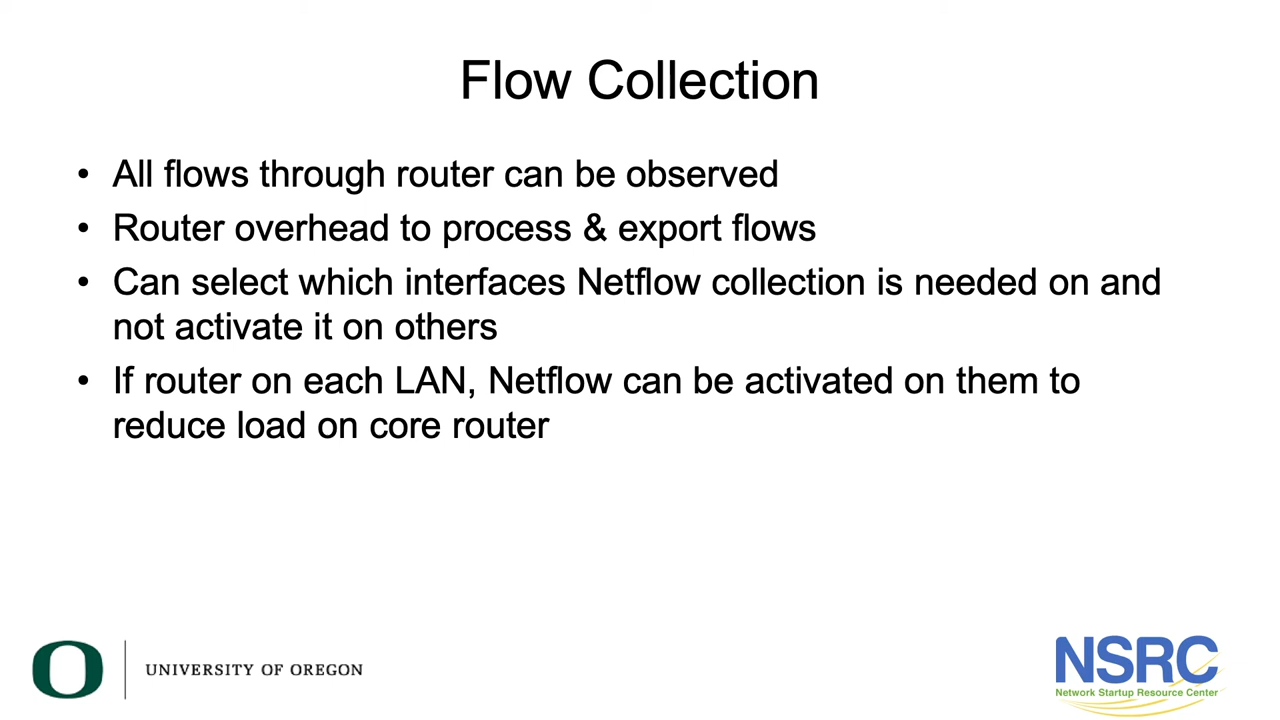 Flow Collection
• All flows through router can be observed
• Router overhead to process & export flows
• Can select which interfaces Netflow collection is needed on and
not activate it on others
• If router on each LAN, Netflow can be activated on them to
reduce load on core router
O
UNIVERSITY OF OREGON
NSRC
Network Startup Resource Center